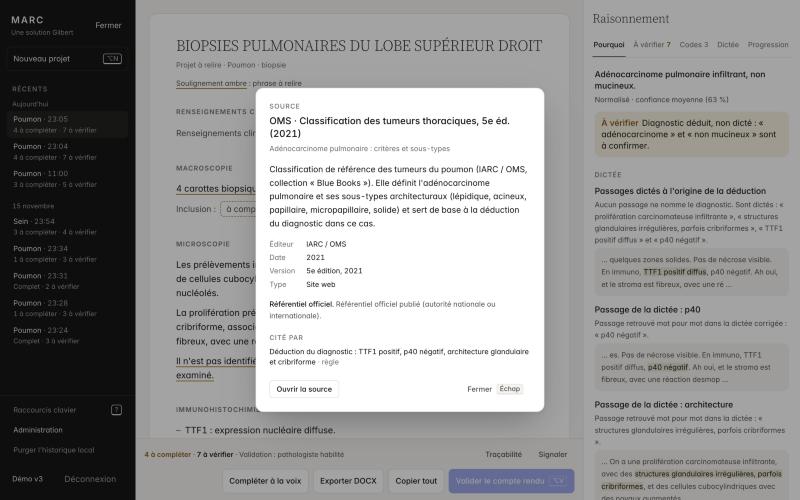 MARC
Une solution Gilbert
Fermer
Nouveau projet
⌥N
RÉCENTS
Aujourd'hui
Poumon · 23:05
4 à compléter · 7 à vérifier
Poumon · 23:04
4 à compléter · 7 à vérifier
Poumon · 11:00
3 à compléter · 5 à vérifier
15 novembre
Sein · 23:54
3 à compléter · 4 à vérifier
Poumon · 23:34
1 à compléter · 3 à vérifier
Poumon · 23:31
Complet · 2 à vérifier
Poumon · 23:28
1 à compléter · 3 à vérifier
Poumon · 23:24
Complet · 3 à vérifier
Raccourcis clavier
?
Administration
Purger l'historique local
Démo v3
Déconnexion
BIOPSIES PULMONAIRES DU LOBE SUPÉRIEUR DROIT
Projet à relire · Poumon · biopsie
Soulignement ambre : phrase à relire
RENSEIGNEMENTS C
Renseignements clin
MACROSCOPIE
4 carottes biopsiqu
Inclusion :
à comp
MICROSCOPIE
Les prélèvements i
de cellules cubocyl
nucléolés.
La prolifération pré
cribriforme, associ
fibreux, avec une r
Il n'est pas identifié
examiné.
IMMUNOHISTOCHIMI
– TTF1 : expression nucléaire diffuse.
SOURCE
OMS · Classification des tumeurs thoraciques, 5e éd.
(2021)
Adénocarcinome pulmonaire : critères et sous-types
Classification de référence des tumeurs du poumon (IARC / OMS,
collection « Blue Books »). Elle définit l'adénocarcinome
pulmonaire et ses sous-types architecturaux (lépidique, acineux,
papillaire, micropapillaire, solide) et sert de base à la déduction
du diagnostic dans ce cas.
Éditeur IARC / OMS
Date 2021
Version 5e édition, 2021
Type Site web
Référentiel officiel. Référentiel officiel publié (autorité nationale ou
internationale).
CITÉ PAR
Déduction du diagnostic : TTF1 positif, p40 négatif, architecture glandulaire
et cribriforme · règle
Ouvrir la source
Fermer
Échap
4 à compléter · 7 à vérifier · Validation : pathologiste habilité
Traçabilité
Signaler
Compléter à la voix
Exporter DOCX
Copier tout
Valider le compte rendu
⌥V
Raisonnement
Pourquoi
À vérifier 7
Codes 3
Dictée
Progression
Adénocarcinome pulmonaire infiltrant, non
mucineux.
Normalisé · confiance moyenne (63 %)
À vérifier Diagnostic déduit, non dicté : «
adénocarcinome » et « non mucineux » sont
à confirmer.
DICTÉE
Passages dictés à l'origine de la déduction
Aucun passage ne nomme le diagnostic. Sont dictés : «
prolifération carcinomateuse infiltrante », « structures
glandulaires irrégulières, parfois cribriformes », « TTF1
positif diffus » et « p40 négatif ».
... quelques zones solides. Pas de nécrose visible.
En immuno, TTF1 positif diffus, p40 négatif. Ah oui,
et le stroma est fibreux, avec une ré ...
Passage de la dictée : p40
Passage retrouvé mot pour mot dans la dictée corrigée :
« p40 négatif ».
... es. Pas de nécrose visible. En immuno, TTF1
positif diffus, p40 négatif. Ah oui, et le stroma est
fibreux, avec une réaction desmop ...
Passage de la dictée : architecture
Passage retrouvé mot pour mot dans la dictée : «
structures glandulaires irrégulières, parfois cribriformes
».
... On a une prolifération carcinomateuse infiltrante,
avec des structures glandulaires irrégulières, parfois
cribriformes, et des cellules cubocylindriques avec
des noyaux augmentés